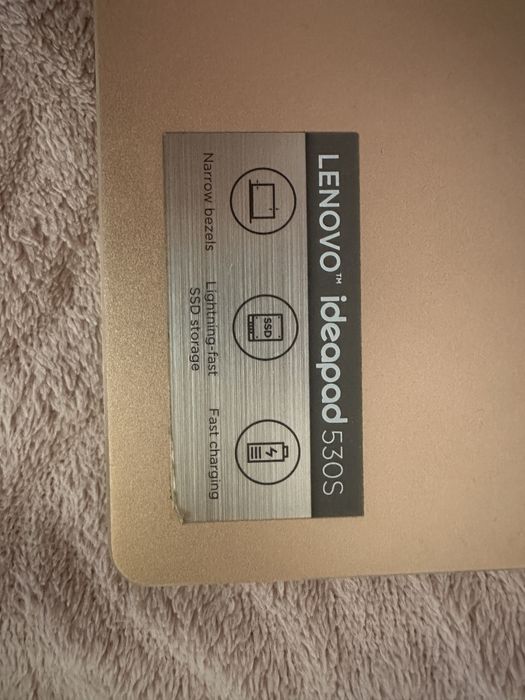 LENOVO™ ideapad 530S
SSD
Narrow bezels
Lightning-fast
SSD storage
Fast charging